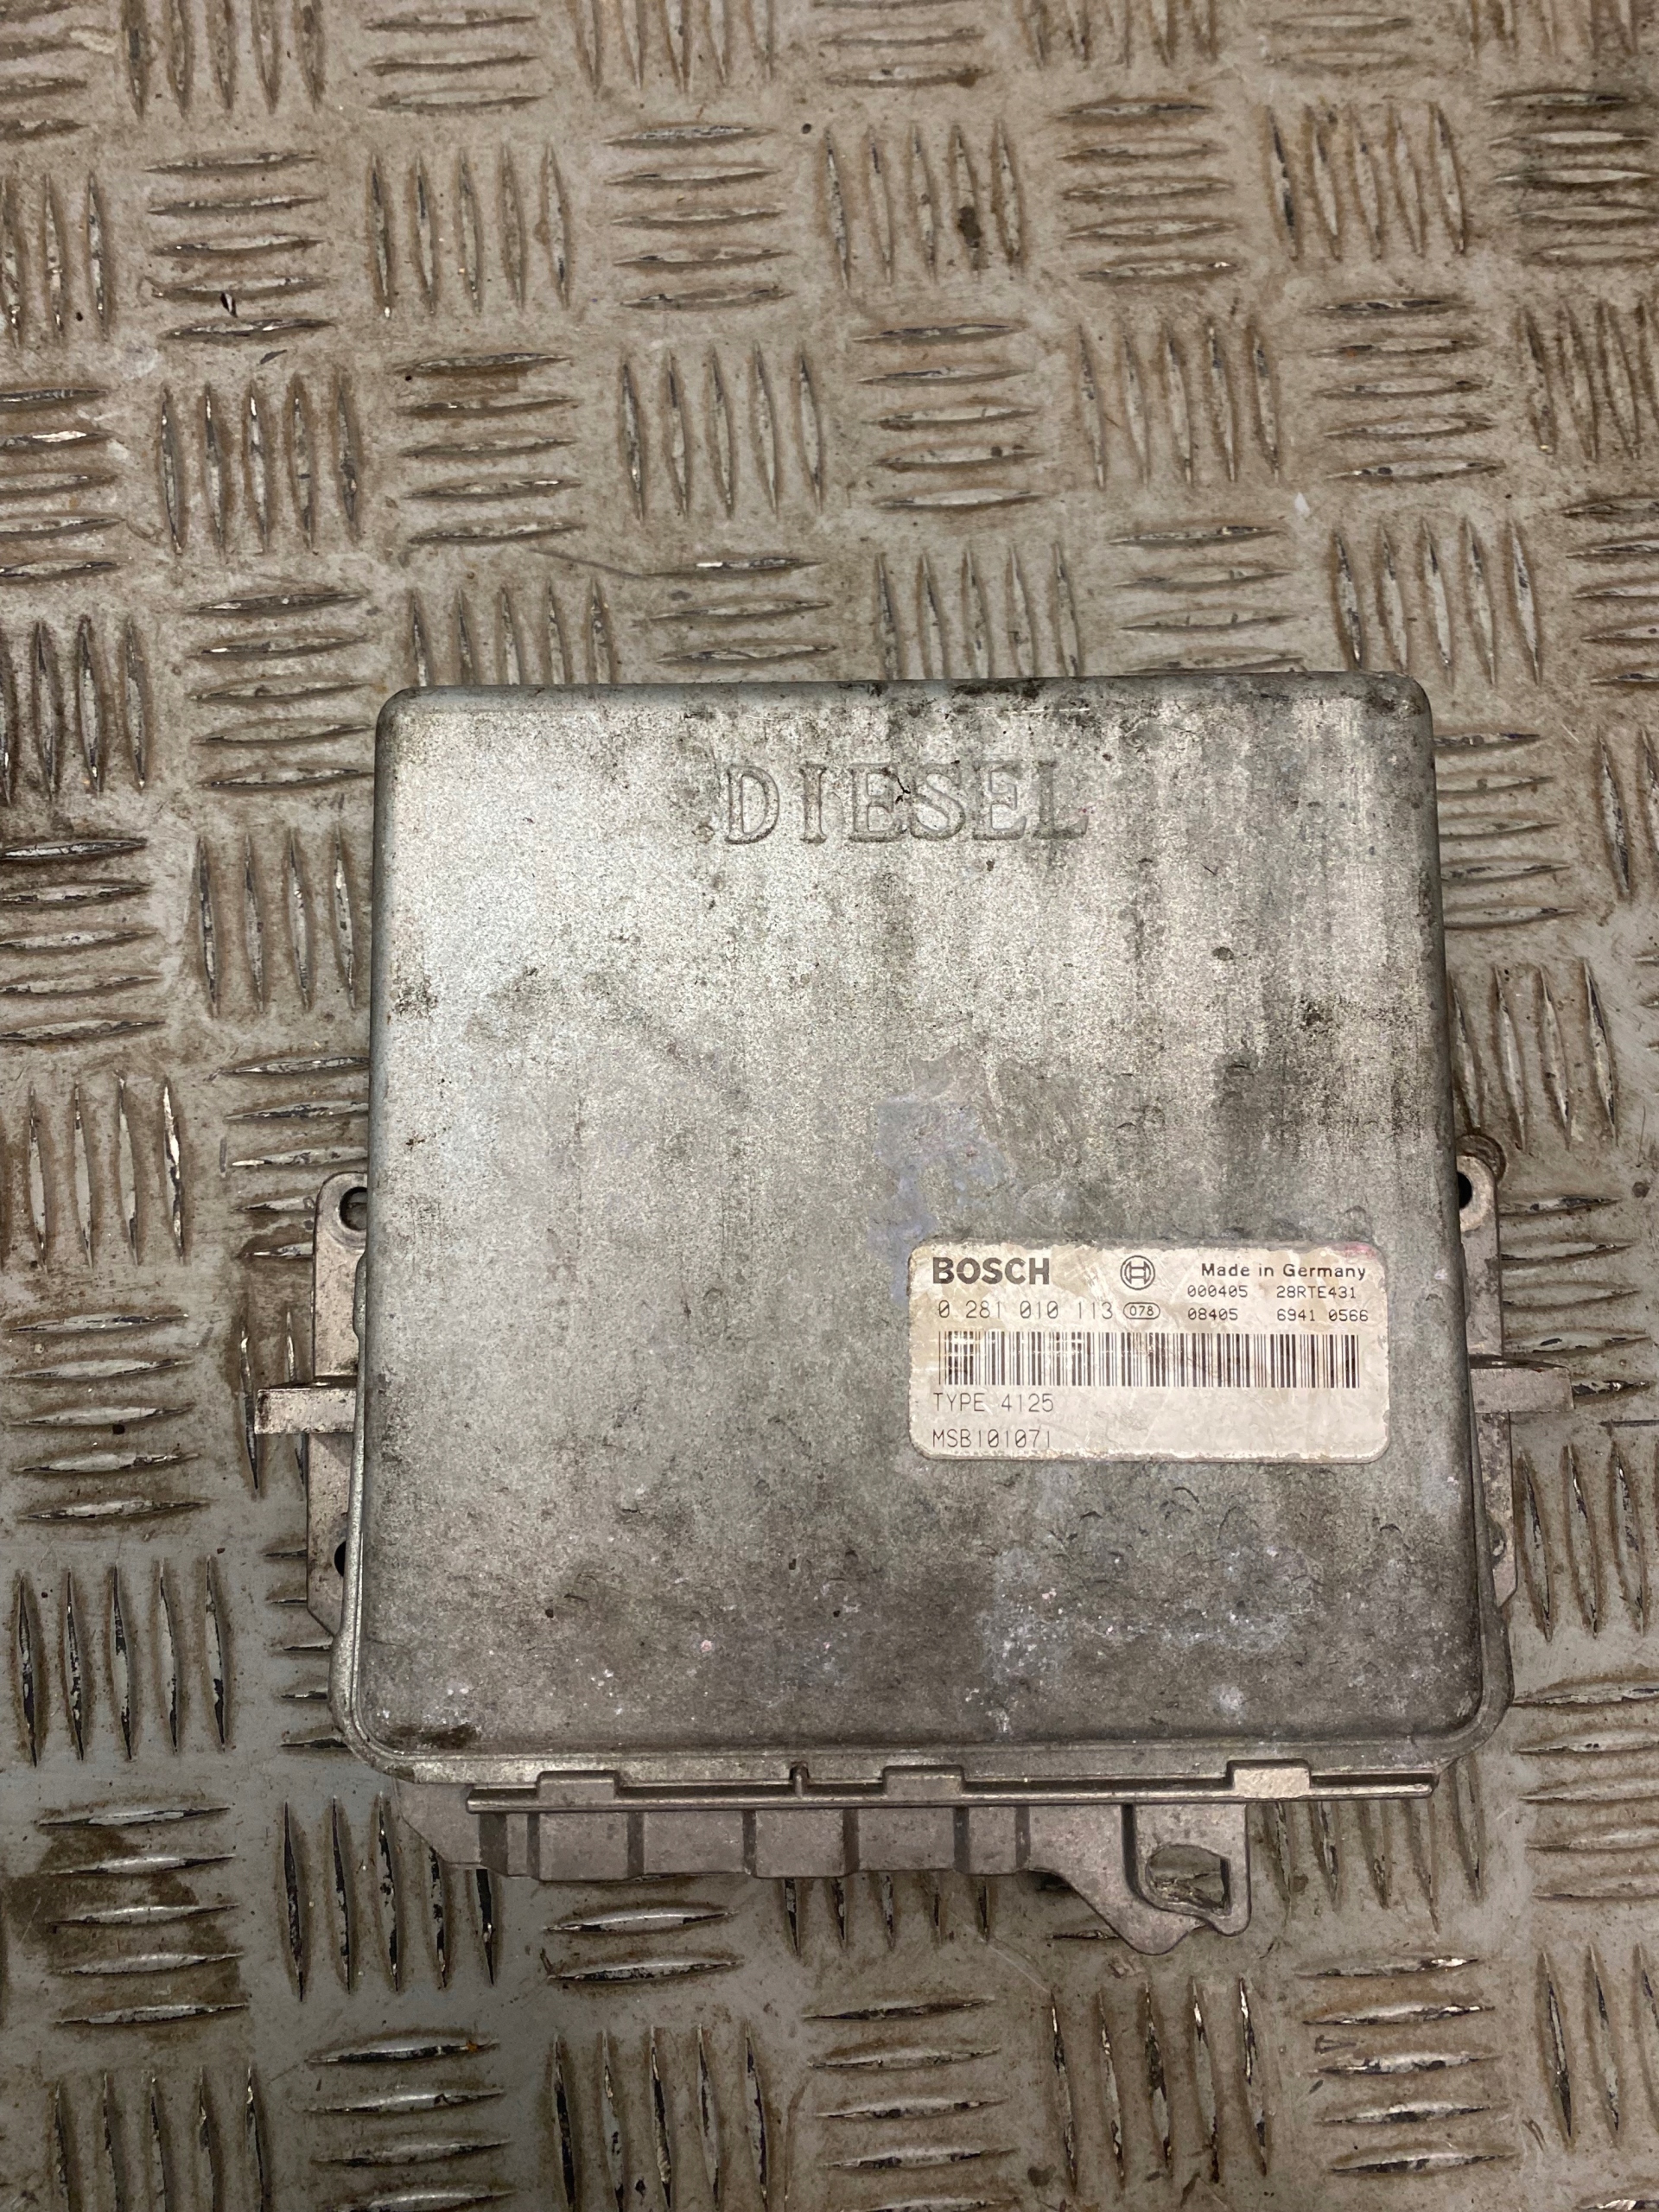 DIESEL
BOSCH Made in Germany
000405 28RTE431
0 281 010 113 078 08405 6941 0566
TYPE 4125
MSB101071